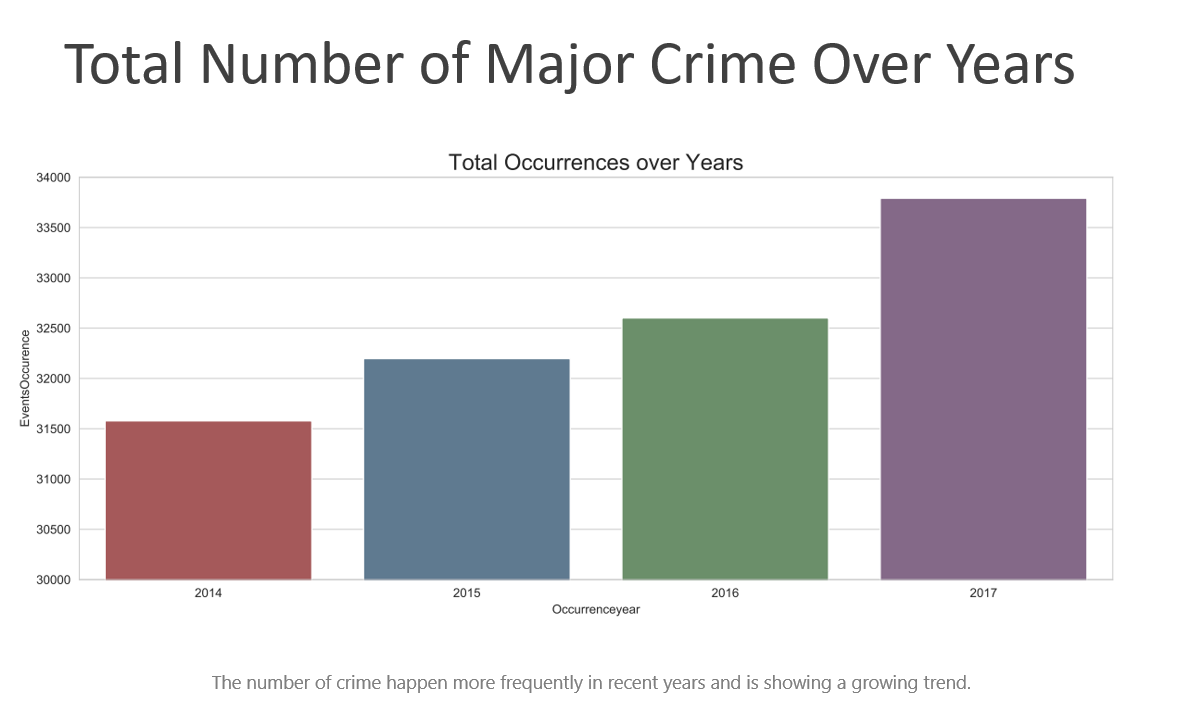 Total Number of Major Crime Over Years
Total Occurrences over Years
34000
33500
33000
32500
32000
31500
31000
30500
30000
EventsOccurence
2014 2015 2016 2017
Occurrenceyear
The number of crime happen more frequently in recent years and is showing a growing trend.